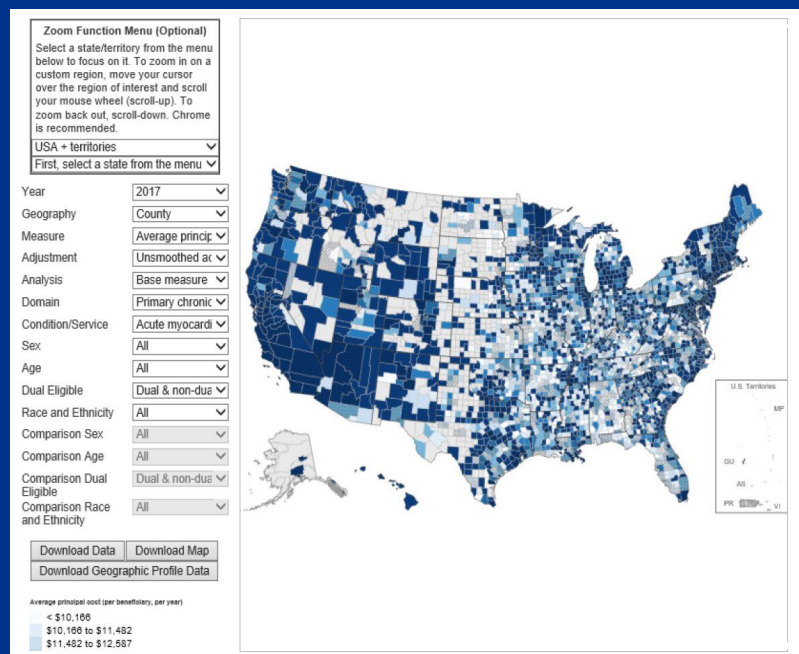 Zoom Function Menu (Optional)
Select a state/territory from the menu
below to focus on it. To zoom in on a
custom region, move your cursor
over the region of interest and scroll
your mouse wheel (scroll-up). To
zoom back out, scroll-down. Chrome
is recommended.
USA + territories
First, select a state from the menu
Year 2017
Geography County
Measure Average princip
Adjustment Unsmoothed ac
Analysis Base measure
Domain Primary chronic
Condition/Service Acute myocardi
Sex All
Age All
Dual Eligible Dual & non-dua
Race and Ethnicity All
Comparison Sex All
Comparison Age All
Comparison Dual
Eligible Dual & non-dua
Comparison Race
and Ethnicity All
Download Data Download Map
Download Geographic Profile Data
Average principal cost (per beneficiary, per year)
< $10,166
$10,166 to $11,482
$11,482 to $12,587
U.S. Territories
MP
GU
AS
PR
VI